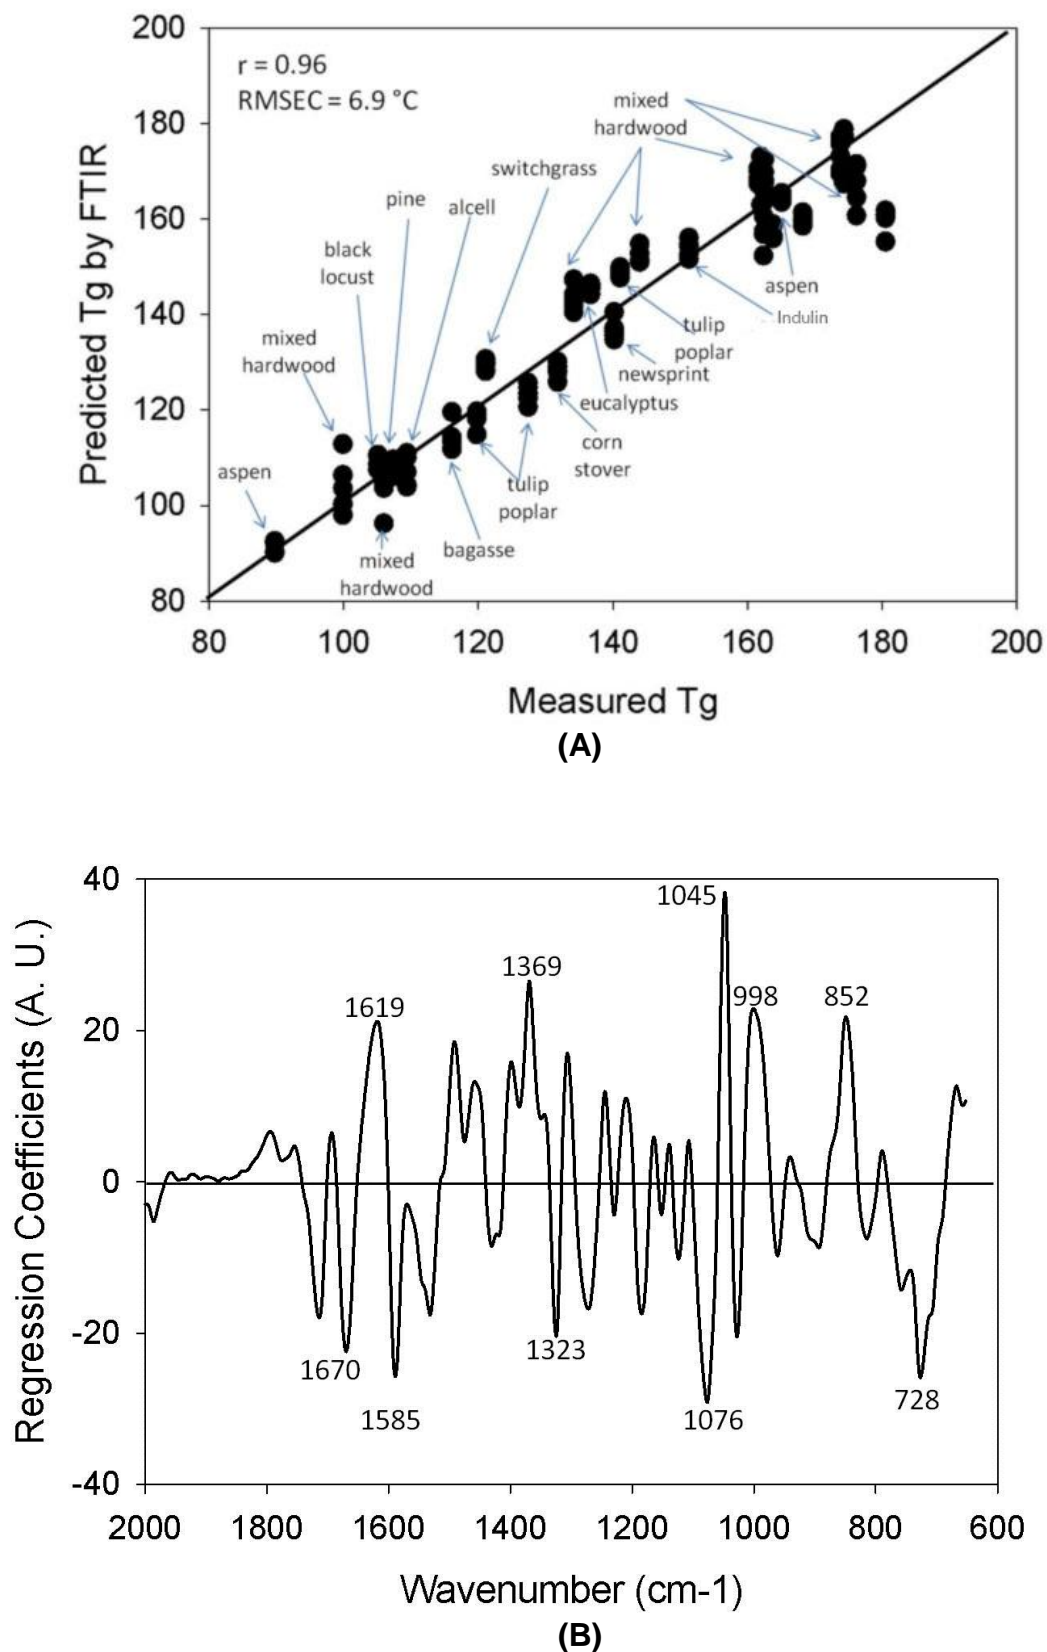 200
180
160
140
120
100
80
Predicted Tg by FTIR
r = 0.96
RMSEC = 6.9 °C
mixed
hardwood
switchgrass
pine
alcell
black
locust
mixed
hardwood
aspen
aspen
Indulin
tulip
poplar
newsprint
eucalyptus
corn
stover
tulip
poplar
bagasse
mixed
hardwood
80
100
120
140
160
180
200
Measured Tg
(A)
40
20
0
-20
-40
Regression Coefficients (A. U.)
1045
1369
1619
998
852
1670
1585
1323
1076
728
2000
1800
1600
1400
1200
1000
800
600
Wavenumber (cm-1)
(B)